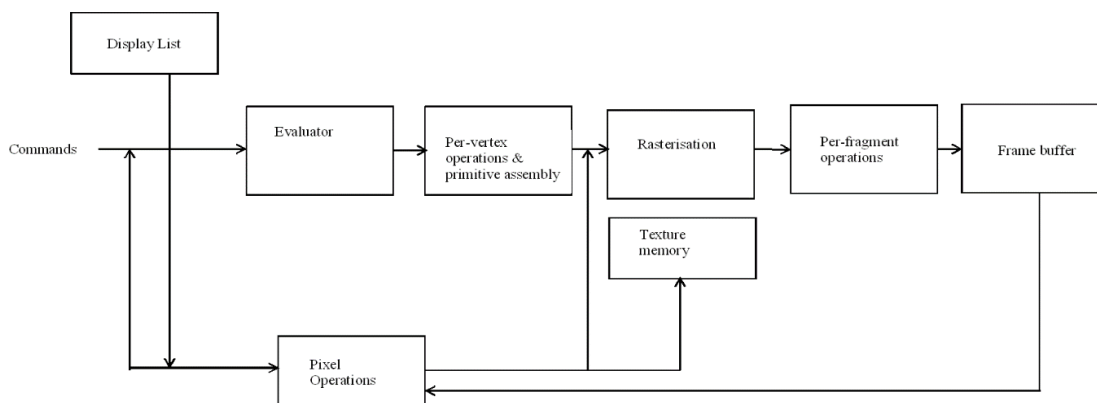 Display List
Commands
Evaluator
Per-vertex
operations &
primitive assembly
Rasterisation
Per-fragment
operations
Frame buffer
Texture
memory
Pixel
Operations